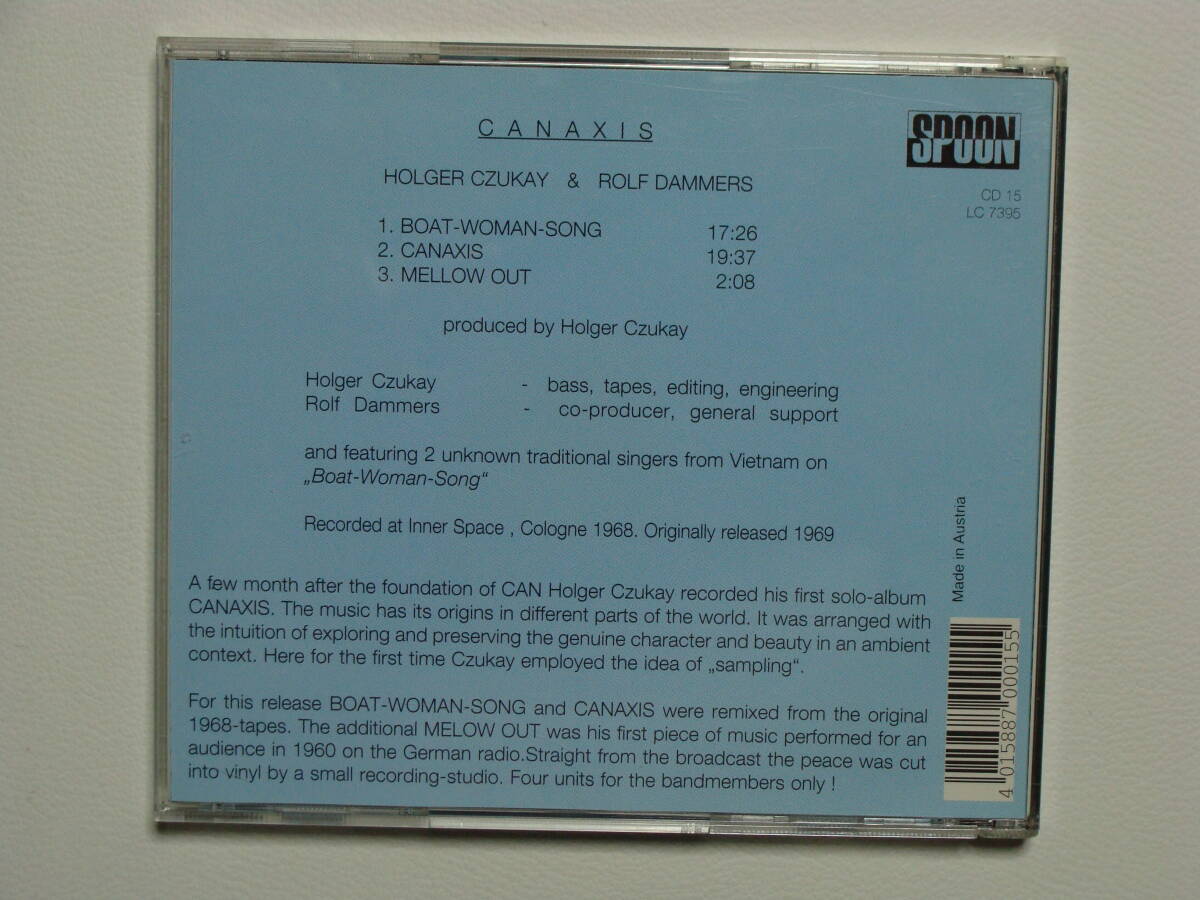 CANAXIS
SPOON
HOLGER CZUKAY & ROLF DAMMERS
CD 15
LC 7395
1. BOAT-WOMAN-SONG 17:26
2. CANAXIS 19:37
3. MELLOW OUT 2:08
produced by Holger Czukay
Holger Czukay - bass, tapes, editing, engineering
Rolf Dammers - co-producer, general support
and featuring 2 unknown traditional singers from Vietnam on
„Boat-Woman-Song“
Recorded at Inner Space , Cologne 1968. Originally released 1969
A few month after the foundation of CAN Holger Czukay recorded his first solo-album
CANAXIS. The music has its origins in different parts of the world. It was arranged with
the intuition of exploring and preserving the genuine character and beauty in an ambient
context. Here for the first time Czukay employed the idea of „sampling“.
For this release BOAT-WOMAN-SONG and CANAXIS were remixed from the original
1968-tapes. The additional MELOW OUT was his first piece of music performed for an
audience in 1960 on the German radio.Straight from the broadcast the peace was cut
into vinyl by a small recording-studio. Four units for the bandmembers only !
Made in Austria
4 015887 000155